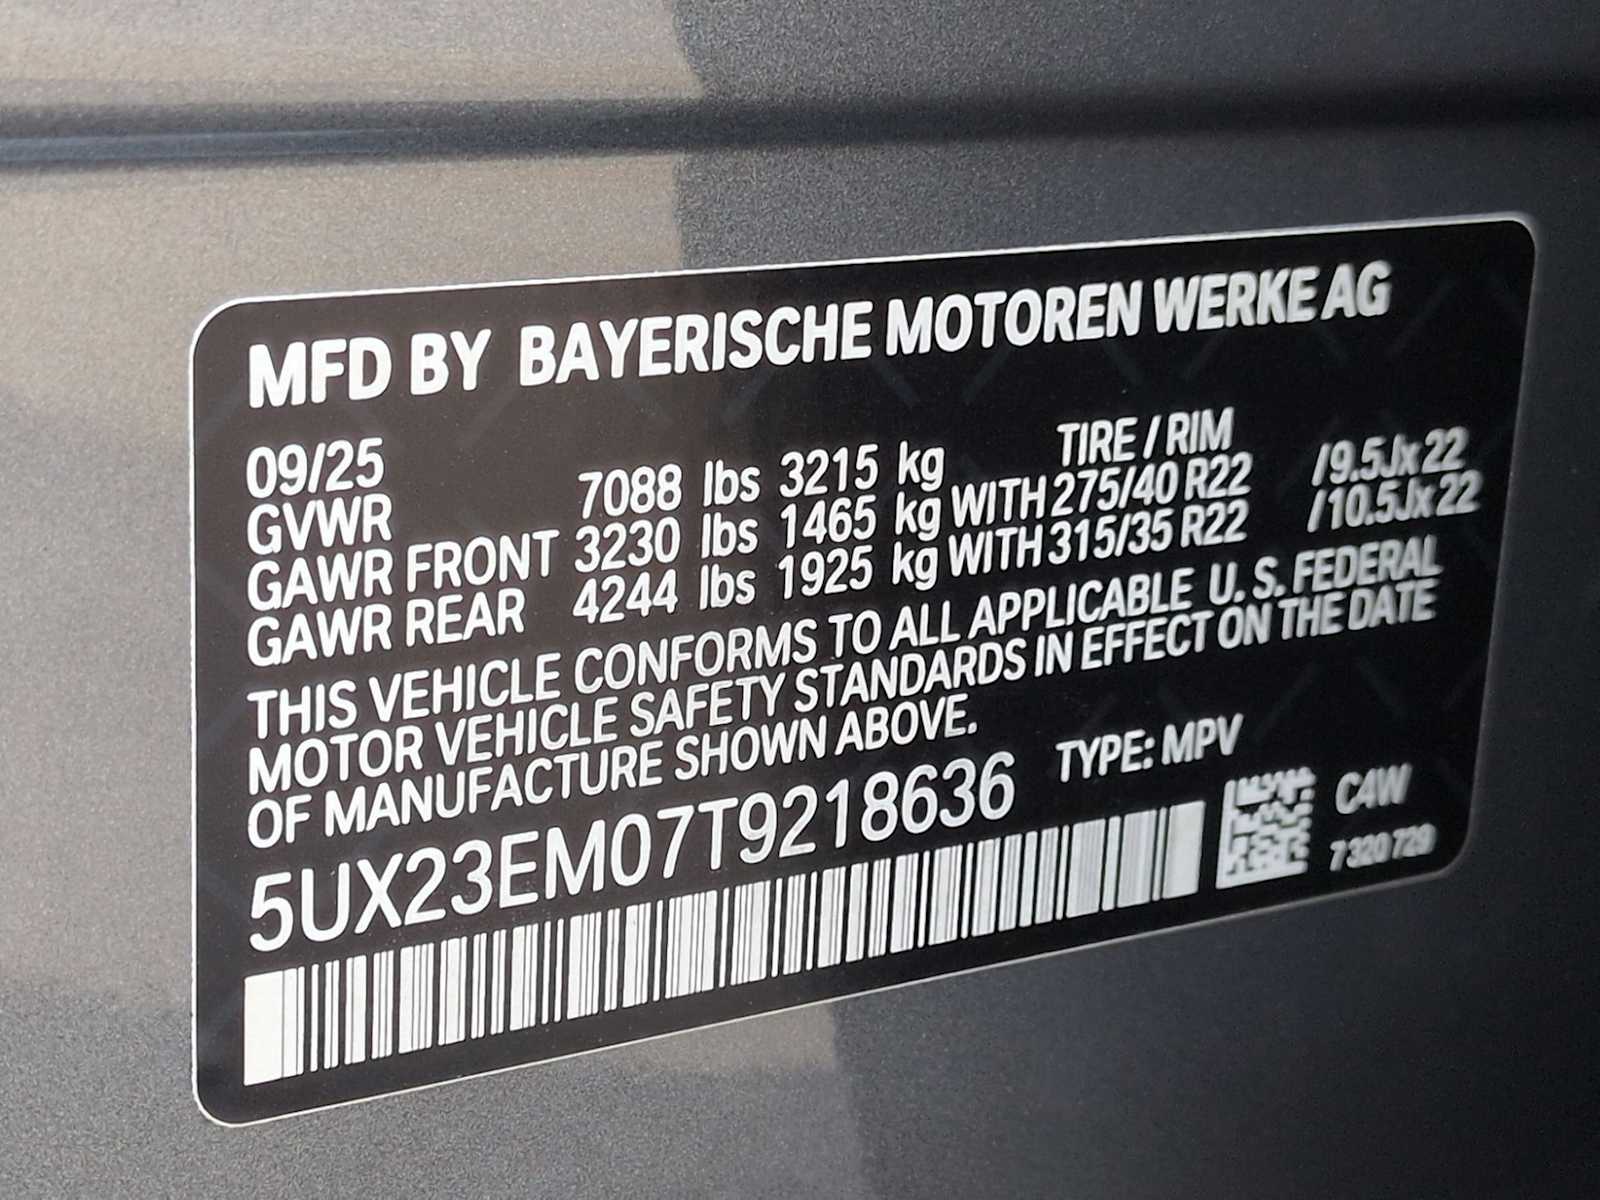 MFD BY BAYERISCHE MOTOREN WERKE AG
09/25 TIRE / RIM
GVWR 7088 lbs 3215 kg
GAWR FRONT 3230 lbs 1465 kg WITH 275/40 R22 /9.5Jx22
GAWR REAR 4244 lbs 1925 kg WITH 315/35 R22 /10.5Jx22
THIS VEHICLE CONFORMS TO ALL APPLICABLE U. S. FEDERAL
MOTOR VEHICLE SAFETY STANDARDS IN EFFECT ON THE DATE
OF MANUFACTURE SHOWN ABOVE.
5UX23EM07T9218636 TYPE: MPV
C4W
7 320 729